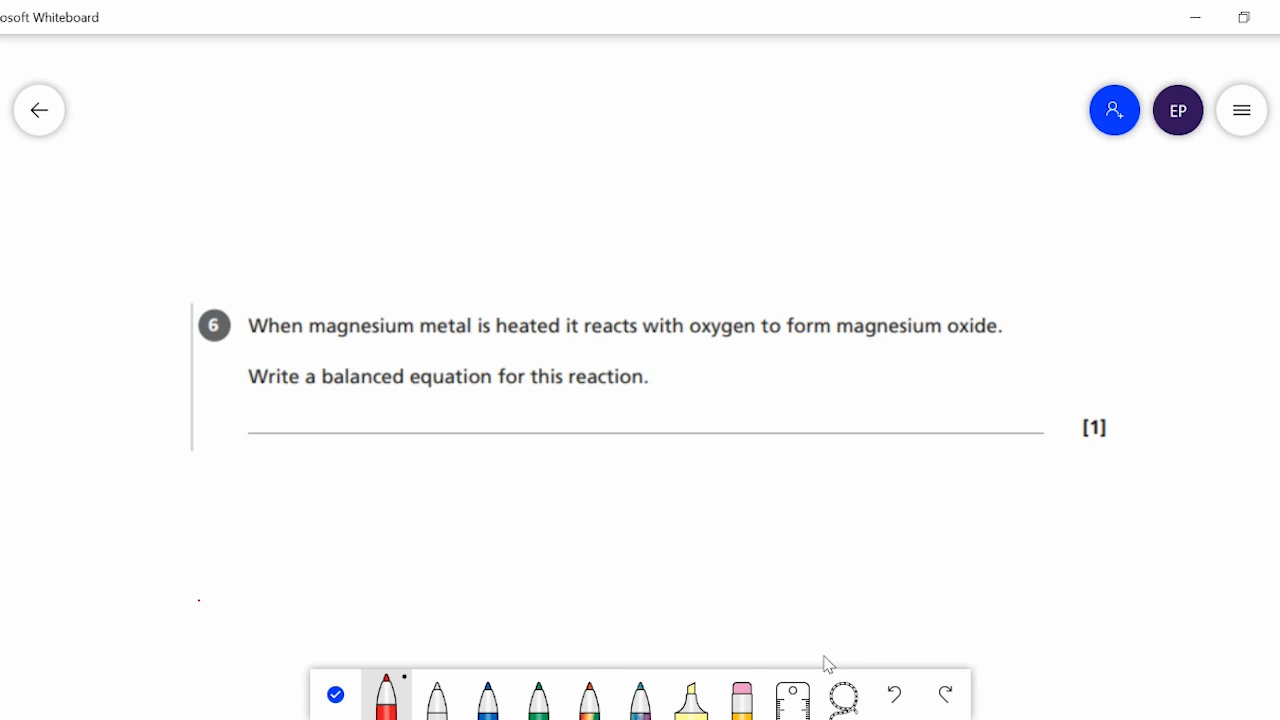 osoft Whiteboard
EP
6 When magnesium metal is heated it reacts with oxygen to form magnesium oxide.
Write a balanced equation for this reaction.
[1]